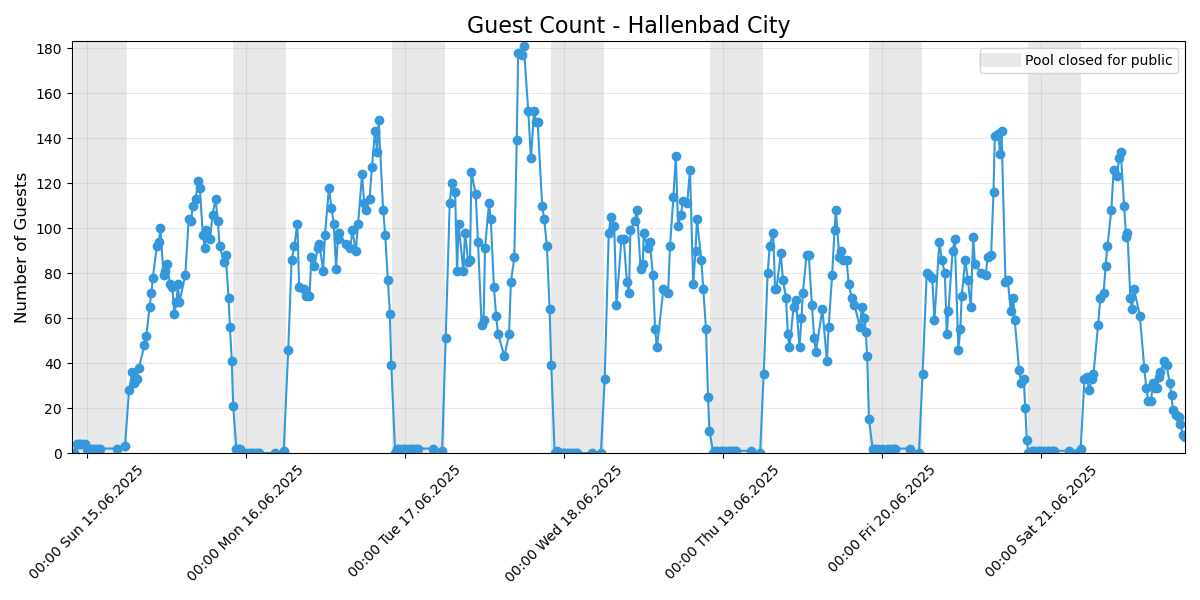 Guest Count - Hallenbad City
Pool closed for public
Number of Guests
180
160
140
120
100
80
60
40
20
0
00:00 Sun 15.06.2025
00:00 Mon 16.06.2025
00:00 Tue 17.06.2025
00:00 Wed 18.06.2025
00:00 Thu 19.06.2025
00:00 Fri 20.06.2025
00:00 Sat 21.06.2025